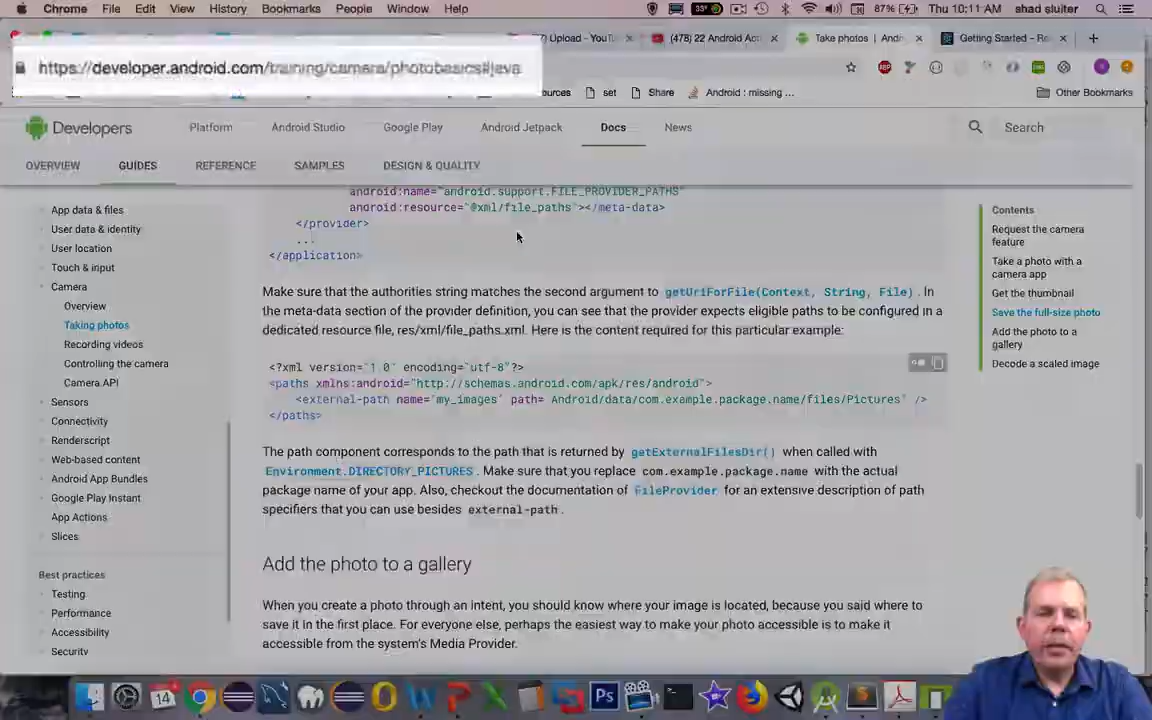 Chrome File Edit View History Bookmarks People Window Help 33° 87% Thu 10:11 AM shad sluiter
Upload - YouTu (478) 22 Android Act Take photos | Andr Getting Started - Re
https://developer.android.com/training/camera/photobasics#java
ources set Share Android : missing ... Other Bookmarks
Developers Platform Android Studio Google Play Android Jetpack Docs News Search
OVERVIEW GUIDES REFERENCE SAMPLES DESIGN & QUALITY
android:name="android.support.FILE_PROVIDER_PATHS"
android:resource="@xml/file_paths"></meta-data>
</provider>
...
</application>
Make sure that the authorities string matches the second argument to getUriForFile(Context, String, File). In
the meta-data section of the provider definition, you can see that the provider expects eligible paths to be configured in a
dedicated resource file, res/xml/file_paths.xml. Here is the content required for this particular example:
<?xml version="1.0" encoding="utf-8"?>
<paths xmlns:android="http://schemas.android.com/apk/res/android">
<external-path name="my_images" path="Android/data/com.example.package.name/files/Pictures" />
</paths>
The path component corresponds to the path that is returned by getExternalFilesDir() when called with
Environment.DIRECTORY_PICTURES. Make sure that you replace com.example.package.name with the actual
package name of your app. Also, checkout the documentation of FileProvider for an extensive description of path
specifiers that you can use besides external-path.
Add the photo to a gallery
When you create a photo through an intent, you should know where your image is located, because you said where to
save it in the first place. For everyone else, perhaps the easiest way to make your photo accessible is to make it
accessible from the system's Media Provider.
App data & files
User data & identity
User location
Touch & input
Camera
Overview
Taking photos
Recording videos
Controlling the camera
Camera API
Sensors
Connectivity
Renderscript
Web-based content
Android App Bundles
Google Play Instant
App Actions
Slices
Best practices
Testing
Performance
Accessibility
Security
Contents
Request the camera
feature
Take a photo with a
camera app
Get the thumbnail
Save the full-size photo
Add the photo to a
gallery
Decode a scaled image
ABP
14
Ps